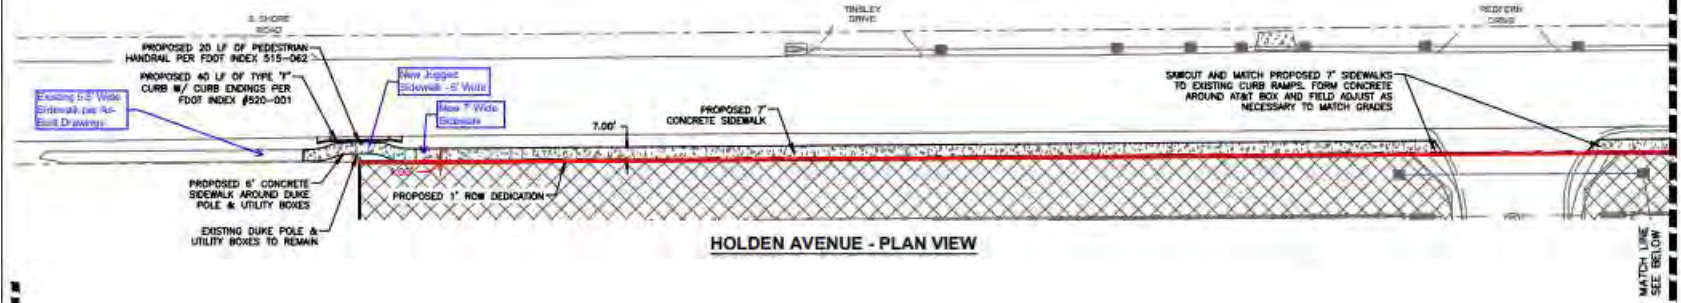 S. SHORE
ROAD
TINSLEY
DRIVE
REDFERN
DRIVE
PROPOSED 20 LF OF PEDESTRIAN
HANDRAIL PER FDOT INDEX 515-062
PROPOSED 40 LF OF TYPE "F"
CURB W/ CURB ENDINGS PER
FDOT INDEX #520-001
New Jogged
Sidewalk - 6' Wide
Existing 5.5' Wide
Sidewalk per As-
Built Drawings
New 7' Wide
Sidewalk
PROPOSED 7'
CONCRETE SIDEWALK
7.00'
SAWCUT AND MATCH PROPOSED 7' SIDEWALKS
TO EXISTING CURB RAMPS. FORM CONCRETE
AROUND AT&T BOX AND FIELD ADJUST AS
NECESSARY TO MATCH GRADES
PROPOSED 6' CONCRETE
SIDEWALK AROUND DUKE
POLE & UTILITY BOXES
PROPOSED 1' ROW DEDICATION
EXISTING DUKE POLE &
UTILITY BOXES TO REMAIN
HOLDEN AVENUE - PLAN VIEW
MATCH LINE
SEE BELOW